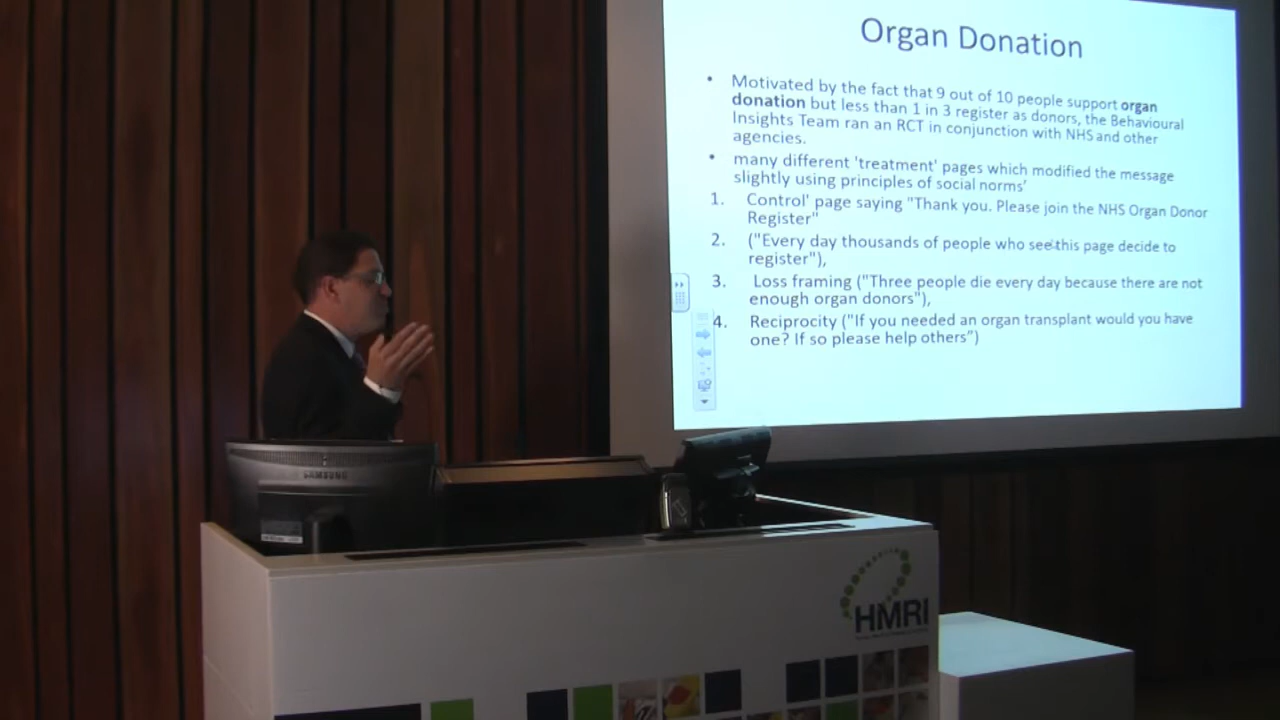 Organ Donation
• Motivated by the fact that 9 out of 10 people support organ
donation but less than 1 in 3 register as donors, the Behavioural
Insights Team ran an RCT in conjunction with NHS and other
agencies.
• many different 'treatment' pages which modified the message
slightly using principles of social norms'
1. Control' page saying "Thank you. Please join the NHS Organ Donor
Register"
2. ("Every day thousands of people who see this page decide to
register"),
3. Loss framing ("Three people die every day because there are not
enough organ donors"),
4. Reciprocity ("If you needed an organ transplant would you have
one? If so please help others")
SAMSUNG
HMRI